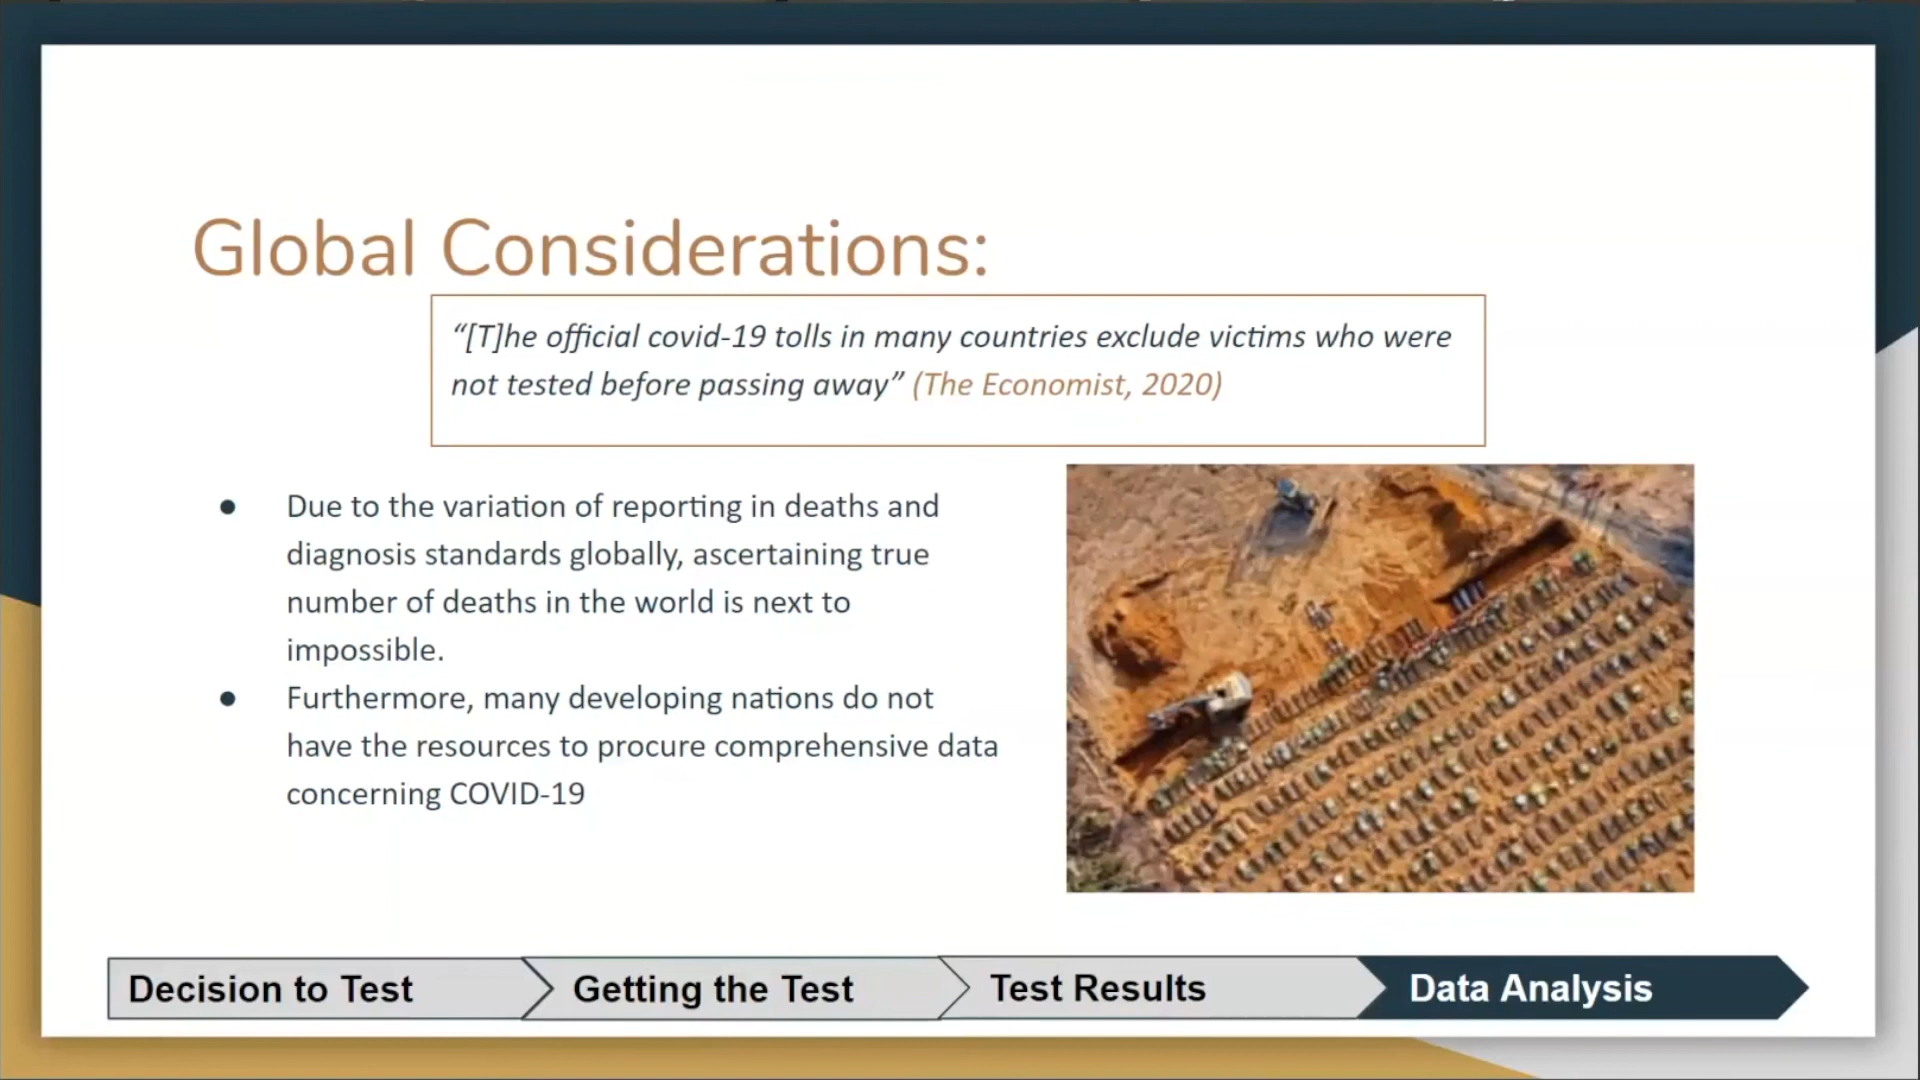 Global Considerations:
“[T]he official covid-19 tolls in many countries exclude victims who were
not tested before passing away” (The Economist, 2020)
● Due to the variation of reporting in deaths and
diagnosis standards globally, ascertaining true
number of deaths in the world is next to
impossible.
● Furthermore, many developing nations do not
have the resources to procure comprehensive data
concerning COVID-19
Decision to Test
Getting the Test
Test Results
Data Analysis